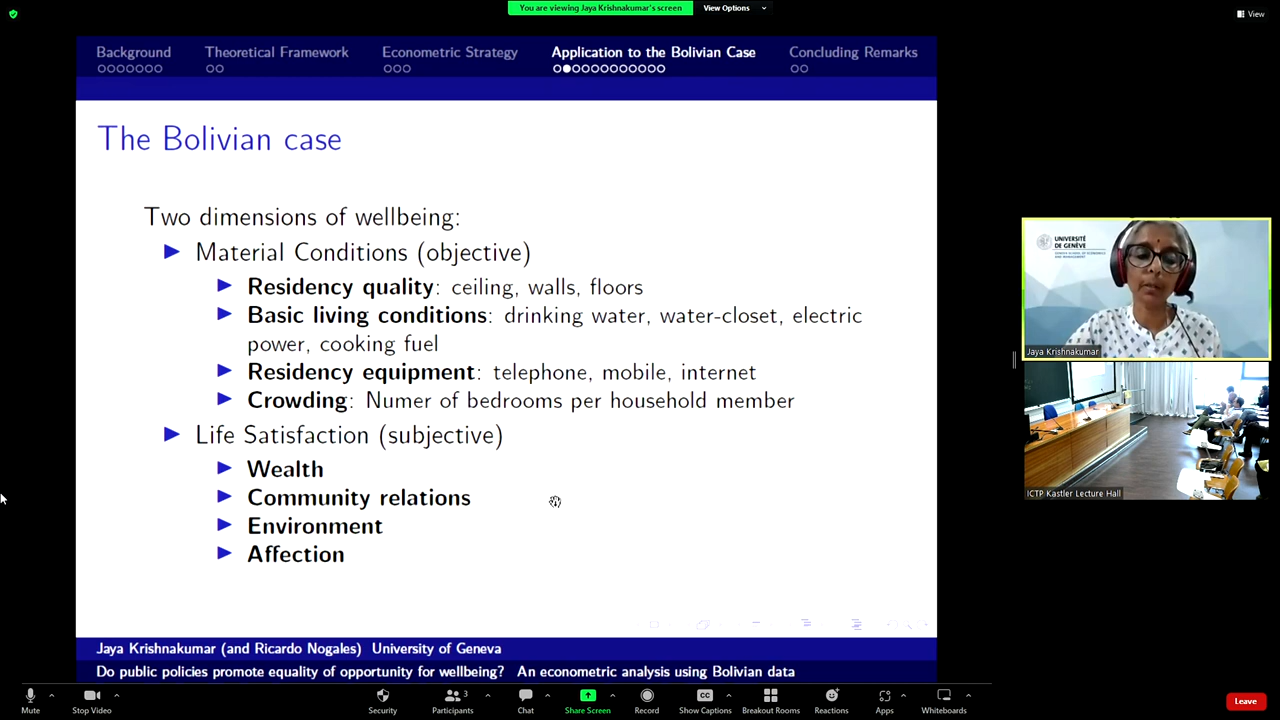 You are viewing Jaya Krishnakumar's screen
View Options
View
Background
Theoretical Framework
Econometric Strategy
Application to the Bolivian Case
Concluding Remarks
The Bolivian case
Two dimensions of wellbeing:
Material Conditions (objective)
Residency quality: ceiling, walls, floors
Basic living conditions: drinking water, water-closet, electric
power, cooking fuel
Residency equipment: telephone, mobile, internet
Crowding: Numer of bedrooms per household member
Life Satisfaction (subjective)
Wealth
Community relations
Environment
Affection
UNIVERSITÉ
DE GENÈVE
Jaya Krishnakumar
ICTP Kastler Lecture Hall
Jaya Krishnakumar (and Ricardo Nogales) University of Geneva
Do public policies promote equality of opportunity for wellbeing? An econometric analysis using Bolivian data
Mute
Stop Video
Security
Participants
3
Chat
Share Screen
Record
Show Captions
Breakout Rooms
Reactions
Apps
Whiteboards
Leave